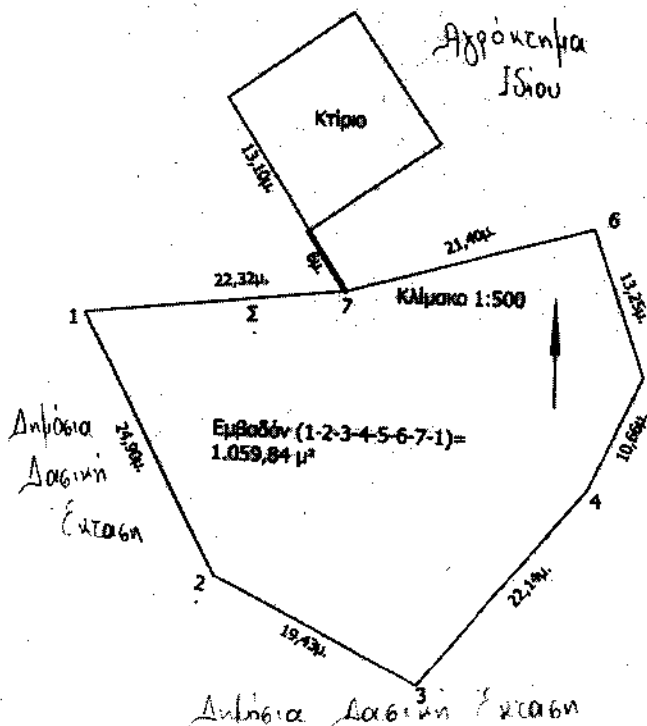 Αγρόκτημα
Ιδίου
Κτίριο
13,10μ.
6μ.
21,40μ.
6
22,32μ.
7
Κλίμακα 1:500
13,25μ.
1
Σ
Δημόσια
Δασική
Έκταση
24,90μ.
Εμβαδόν (1-2-3-4-5-6-7-1)=
1.059,84 μ²
10,66μ.
4
2
22,14μ.
19,43μ.
3
Δημόσια Δασική Έκταση